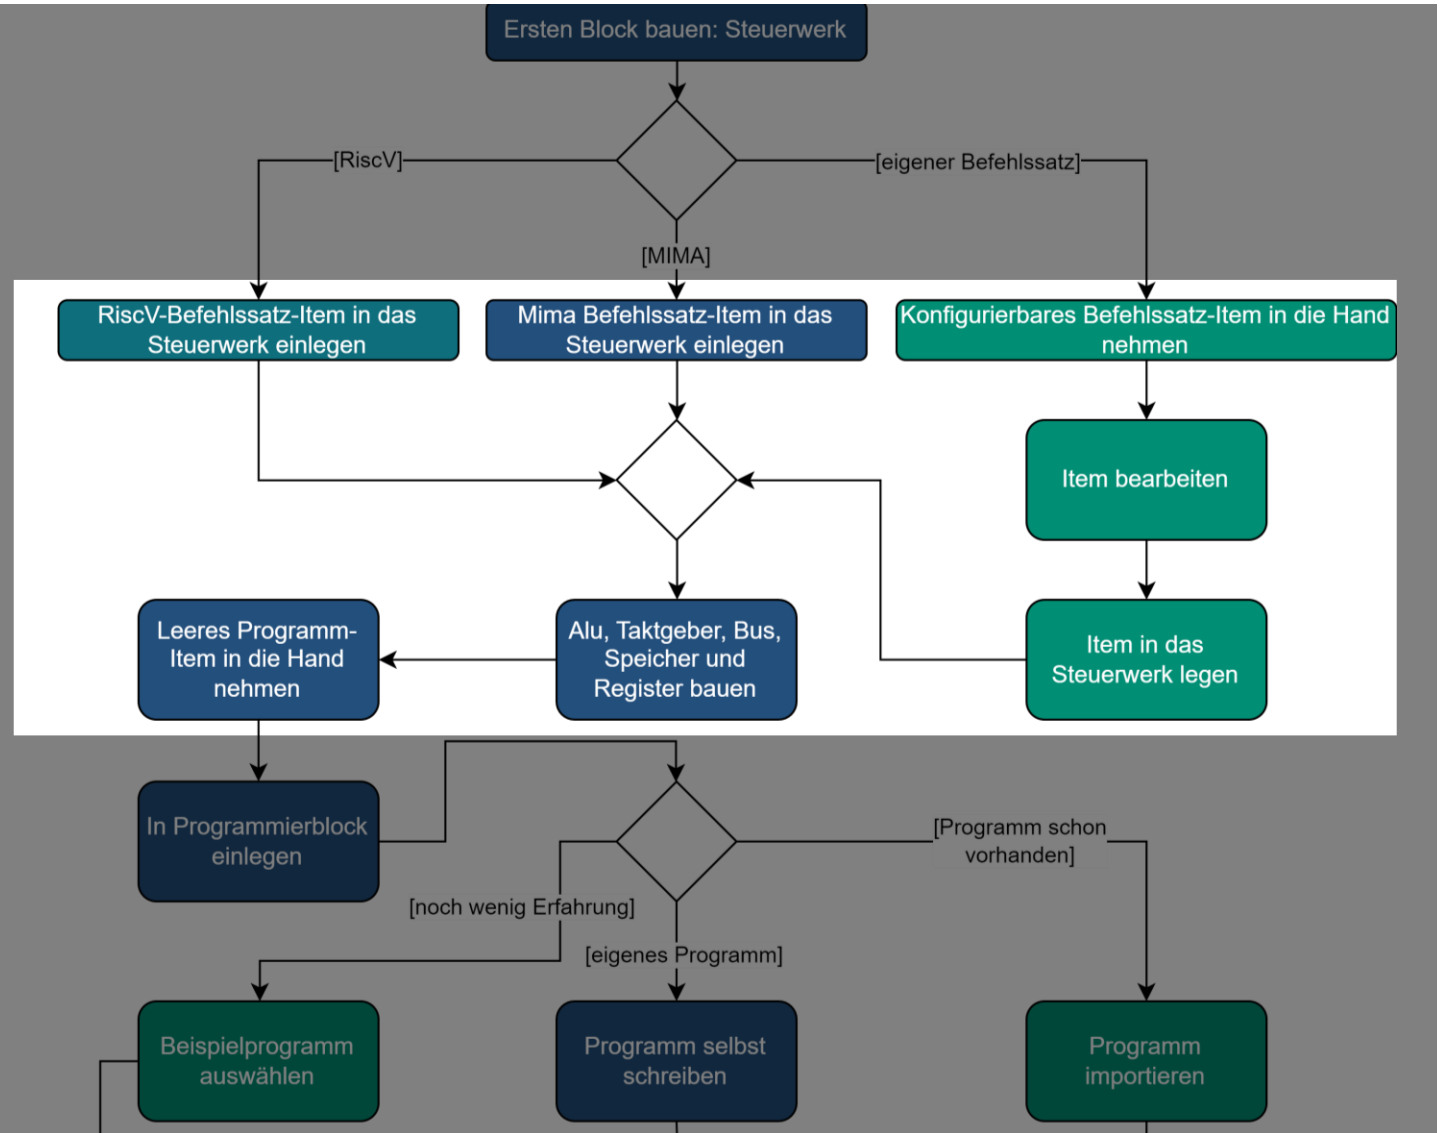 Ersten Block bauen: Steuerwerk
[RiscV]
[eigener Befehlssatz]
[MIMA]
RiscV-Befehlssatz-Item in das
Steuerwerk einlegen
Mima Befehlssatz-Item in das
Steuerwerk einlegen
Konfigurierbares Befehlssatz-Item in die Hand
nehmen
Item bearbeiten
Leeres Programm-
Item in die Hand
nehmen
Alu, Taktgeber, Bus,
Speicher und
Register bauen
Item in das
Steuerwerk legen
In Programmierblock
einlegen
[Programm schon
vorhanden]
[noch wenig Erfahrung]
[eigenes Programm]
Beispielprogramm
auswählen
Programm selbst
schreiben
Programm
importieren